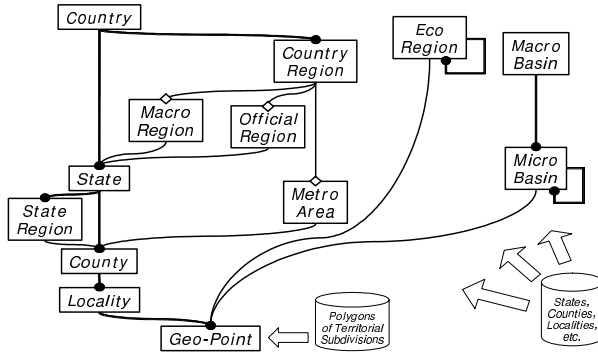 Country
Country
Region
Eco
Region
Macro
Basin
Macro
Region
Official
Region
State
Micro
Basin
State
Region
Metro
Area
County
Locality
Geo-Point
Polygons
of Territorial
Subdivisions
States,
Counties,
Localities,
etc.